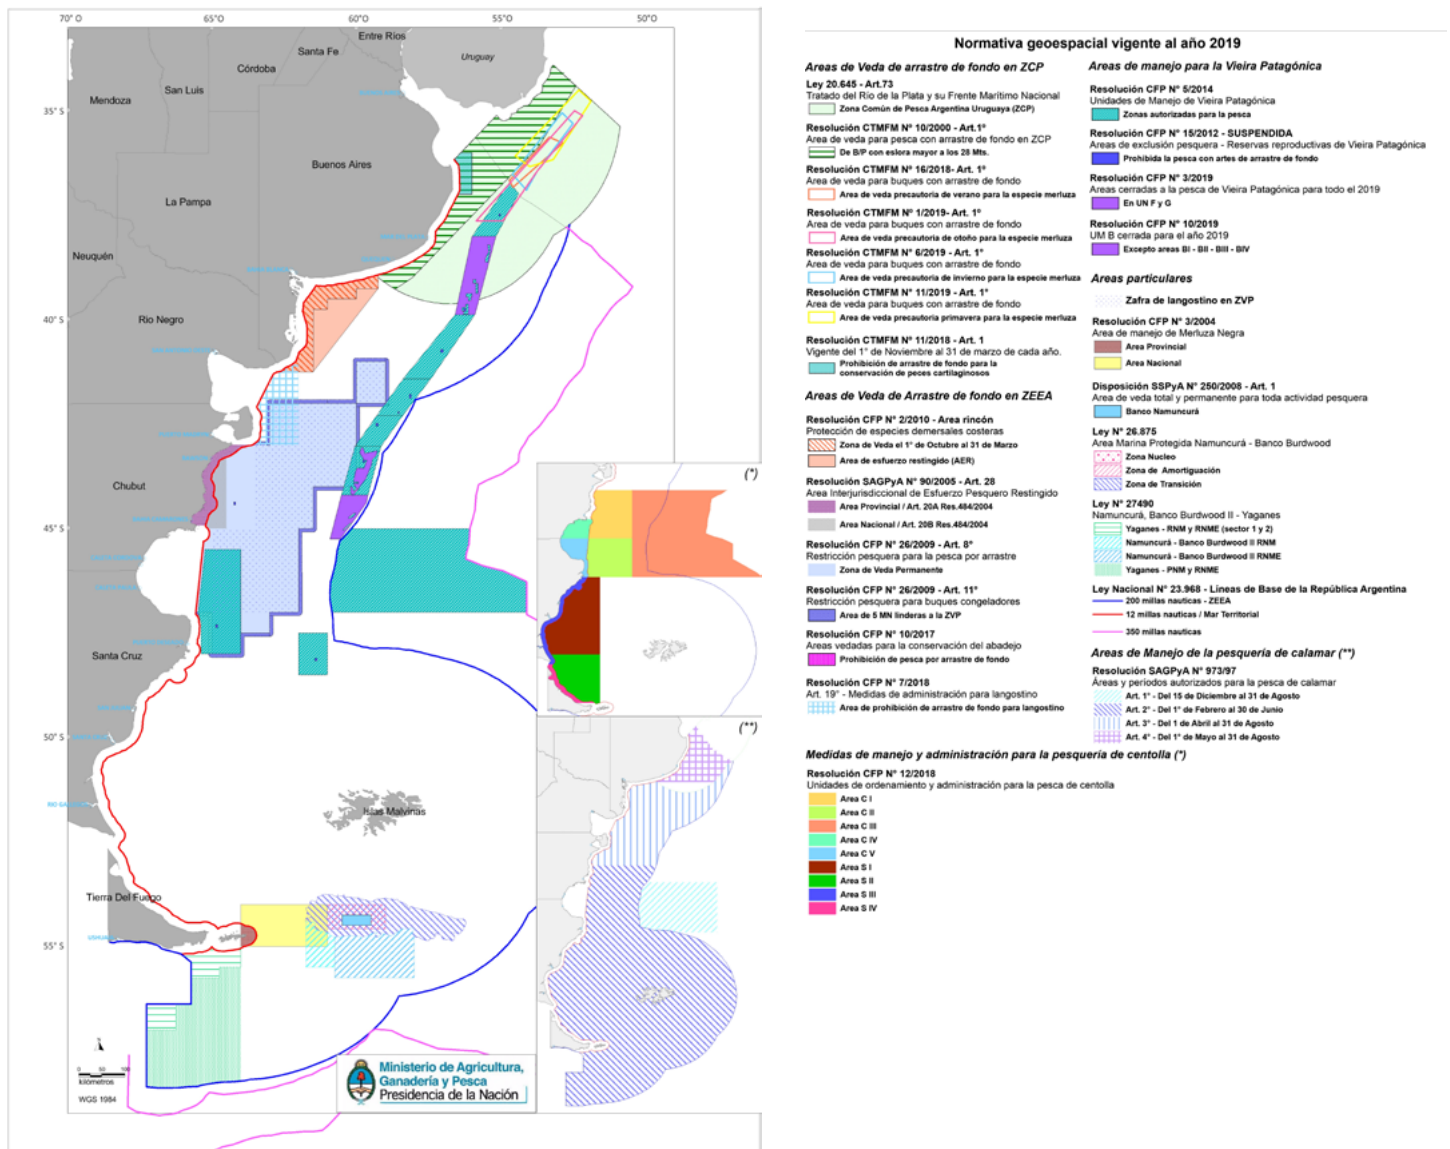 70° O
65°O
55°O
50°O
Entre Ríos
Santa Fe
Uruguay
Córdoba
San Luis
Mendoza
35° S
Buenos Aires
La Pampa
Neuquén
Rio Negro
40° S
Chubut
45° S
Santa Cruz
50° S
Islas Malvinas
Tierra Del Fuego
55° S
(*)
(**)
0 50 100
kilómetros
WGS 1984
Ministerio de Agricultura,
Ganadería y Pesca
Presidencia de la Nación
Normativa geoespacial vigente al año 2019
Areas de Veda de arrastre de fondo en ZCP
Ley 20.645 - Art.73
Tratado del Río de la Plata y su Frente Marítimo Nacional
Zona Común de Pesca Argentina Uruguaya (ZCP)
Resolución CTMFM N° 10/2000 - Art.1°
Area de veda para pesca con arrastre de fondo en ZCP
De B/P con eslora mayor a los 28 Mts.
Resolución CTMFM N° 16/2018- Art. 1°
Area de veda para buques con arrastre de fondo
Area de veda precautoria de verano para la especie merluza
Resolución CTMFM N° 1/2019- Art. 1°
Area de veda para buques con arrastre de fondo
Area de veda precautoria de otoño para la especie merluza
Resolución CTMFM N° 6/2019 - Art. 1°
Area de veda para buques con arrastre de fondo
Area de veda precautoria de invierno para la especie merluza
Resolución CTMFM N° 11/2019 - Art. 1°
Area de veda para buques con arrastre de fondo
Area de veda precautoria primavera para la especie merluza
Resolución CTMFM N° 11/2018 - Art. 1
Vigente del 1° de Noviembre al 31 de marzo de cada año.
Prohibición de arrastre de fondo para la
conservación de peces cartilaginosos
Areas de Veda de Arrastre de fondo en ZEEA
Resolución CFP N° 2/2010 - Area rincón
Protección de especies demersales costeras
Zona de Veda el 1° de Octubre al 31 de Marzo
Area de esfuerzo restingido (AER)
Resolución SAGPyA N° 90/2005 - Art. 28
Area Interjurisdiccional de Esfuerzo Pesquero Restingido
Area Provincial / Art. 20A Res.484/2004
Area Nacional / Art. 20B Res.484/2004
Resolución CFP N° 26/2009 - Art. 8°
Restricción pesquera para la pesca por arrastre
Zona de Veda Permanente
Resolución CFP N° 26/2009 - Art. 11°
Restricción pesquera para buques congeladores
Area de 5 MN linderas a la ZVP
Resolución CFP N° 10/2017
Areas vedadas para la conservación del abadejo
Prohibición de pesca por arrastre de fondo
Resolución CFP N° 7/2018
Art. 19° - Medidas de administración para langostino
Area de prohibición de arrastre de fondo para langostino
Areas de manejo para la Vieira Patagónica
Resolución CFP N° 5/2014
Unidades de Manejo de Vieira Patagónica
Zonas autorizadas para la pesca
Resolución CFP N° 15/2012 - SUSPENDIDA
Areas de exclusión pesquera - Reservas reproductivas de Vieira Patagónica
Prohibida la pesca con artes de arrastre de fondo
Resolución CFP N° 3/2019
Areas cerradas a la pesca de Vieira Patagónica para todo el 2019
En UN F y G
Resolución CFP N° 10/2019
UM B cerrada para el año 2019
Excepto areas BI - BII - BIII - BIV
Areas particulares
Zafra de langostino en ZVP
Resolución CFP N° 3/2004
Area de manejo de Merluza Negra
Area Provincial
Area Nacional
Disposición SSPyA N° 250/2008 - Art. 1
Area de veda total y permanente para toda actividad pesquera
Banco Namuncurá
Ley N° 26.875
Area Marina Protegida Namuncurá - Banco Burdwood
Zona Nucleo
Zona de Amortiguación
Zona de Transición
Ley N° 27490
Namuncurá, Banco Burdwood II - Yaganes
Yaganes - RNM y RNME (sector 1 y 2)
Namuncurá - Banco Burdwood II RNM
Namuncurá - Banco Burdwood II RNME
Yaganes - PNM y RNME
Ley Nacional N° 23.968 - Lineas de Base de la República Argentina
200 millas nauticas - ZEEA
12 millas nauticas / Mar Territorial
350 millas nauticas
Areas de Manejo de la pesquería de calamar (**)
Resolución SAGPyA N° 973/97
Áreas y períodos autorizados para la pesca de calamar
Art. 1° - Del 15 de Diciembre al 31 de Agosto
Art. 2° - Del 1° de Febrero al 30 de Junio
Art. 3° - Del 1 de Abril al 31 de Agosto
Art. 4° - Del 1° de Mayo al 31 de Agosto
Medidas de manejo y administración para la pesquería de centolla (*)
Resolución CFP N° 12/2018
Unidades de ordenamiento y administración para la pesca de centolla
Area C I
Area C II
Area C III
Area C IV
Area C V
Area S I
Area S II
Area S III
Area S IV